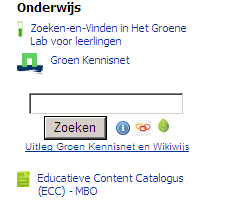 Onderwijs
Zoeken-en-Vinden in Het Groene
Lab voor leerlingen
Groen Kennisnet
Zoeken
Uitleg Groen Kennisnet en Wikiwijs
Educatieve Content Catalogus
(ECC) - MBO